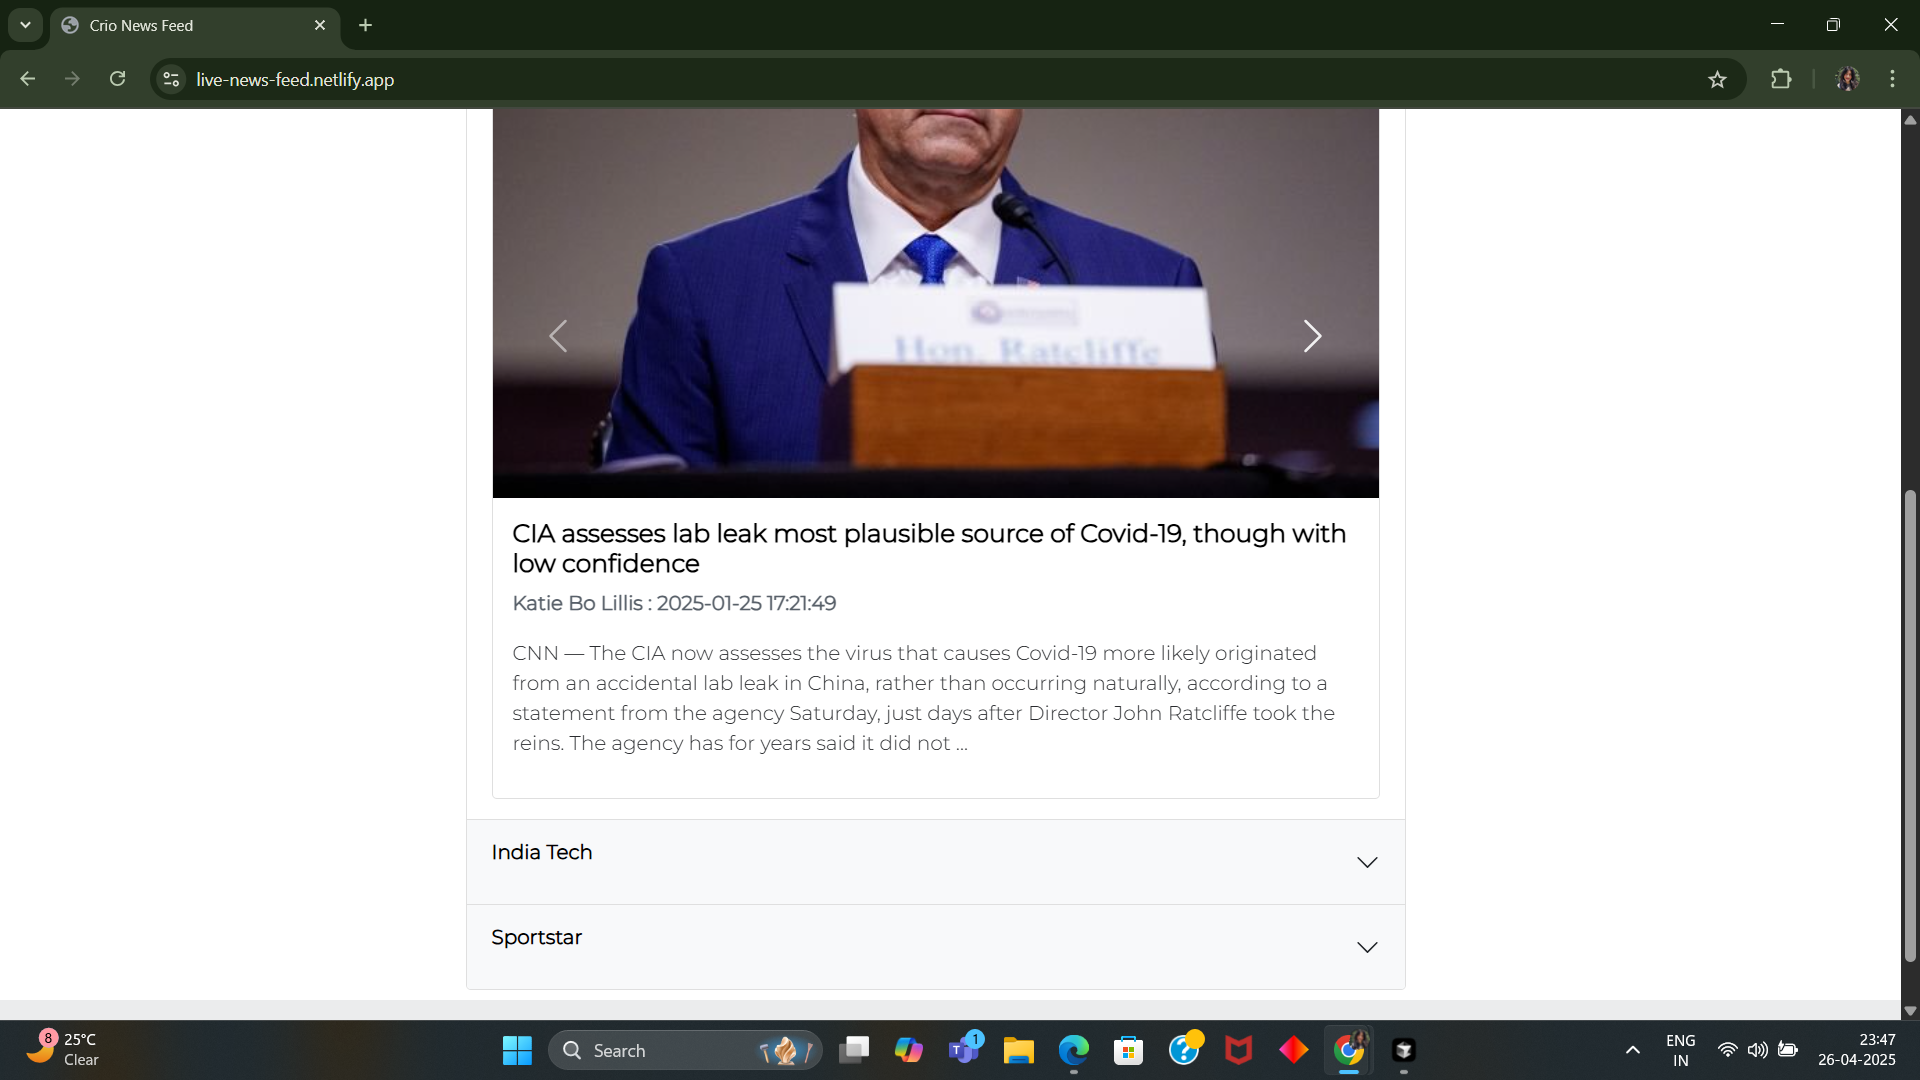 Crio News Feed
live-news-feed.netlify.app
Hon. Ratcliffe
CIA assesses lab leak most plausible source of Covid-19, though with
low confidence
Katie Bo Lillis : 2025-01-25 17:21:49
CNN — The CIA now assesses the virus that causes Covid-19 more likely originated
from an accidental lab leak in China, rather than occurring naturally, according to a
statement from the agency Saturday, just days after Director John Ratcliffe took the
reins. The agency has for years said it did not ...
India Tech
Sportstar
8
25°C
Clear
Search
1
ENG
IN
23:47
26-04-2025